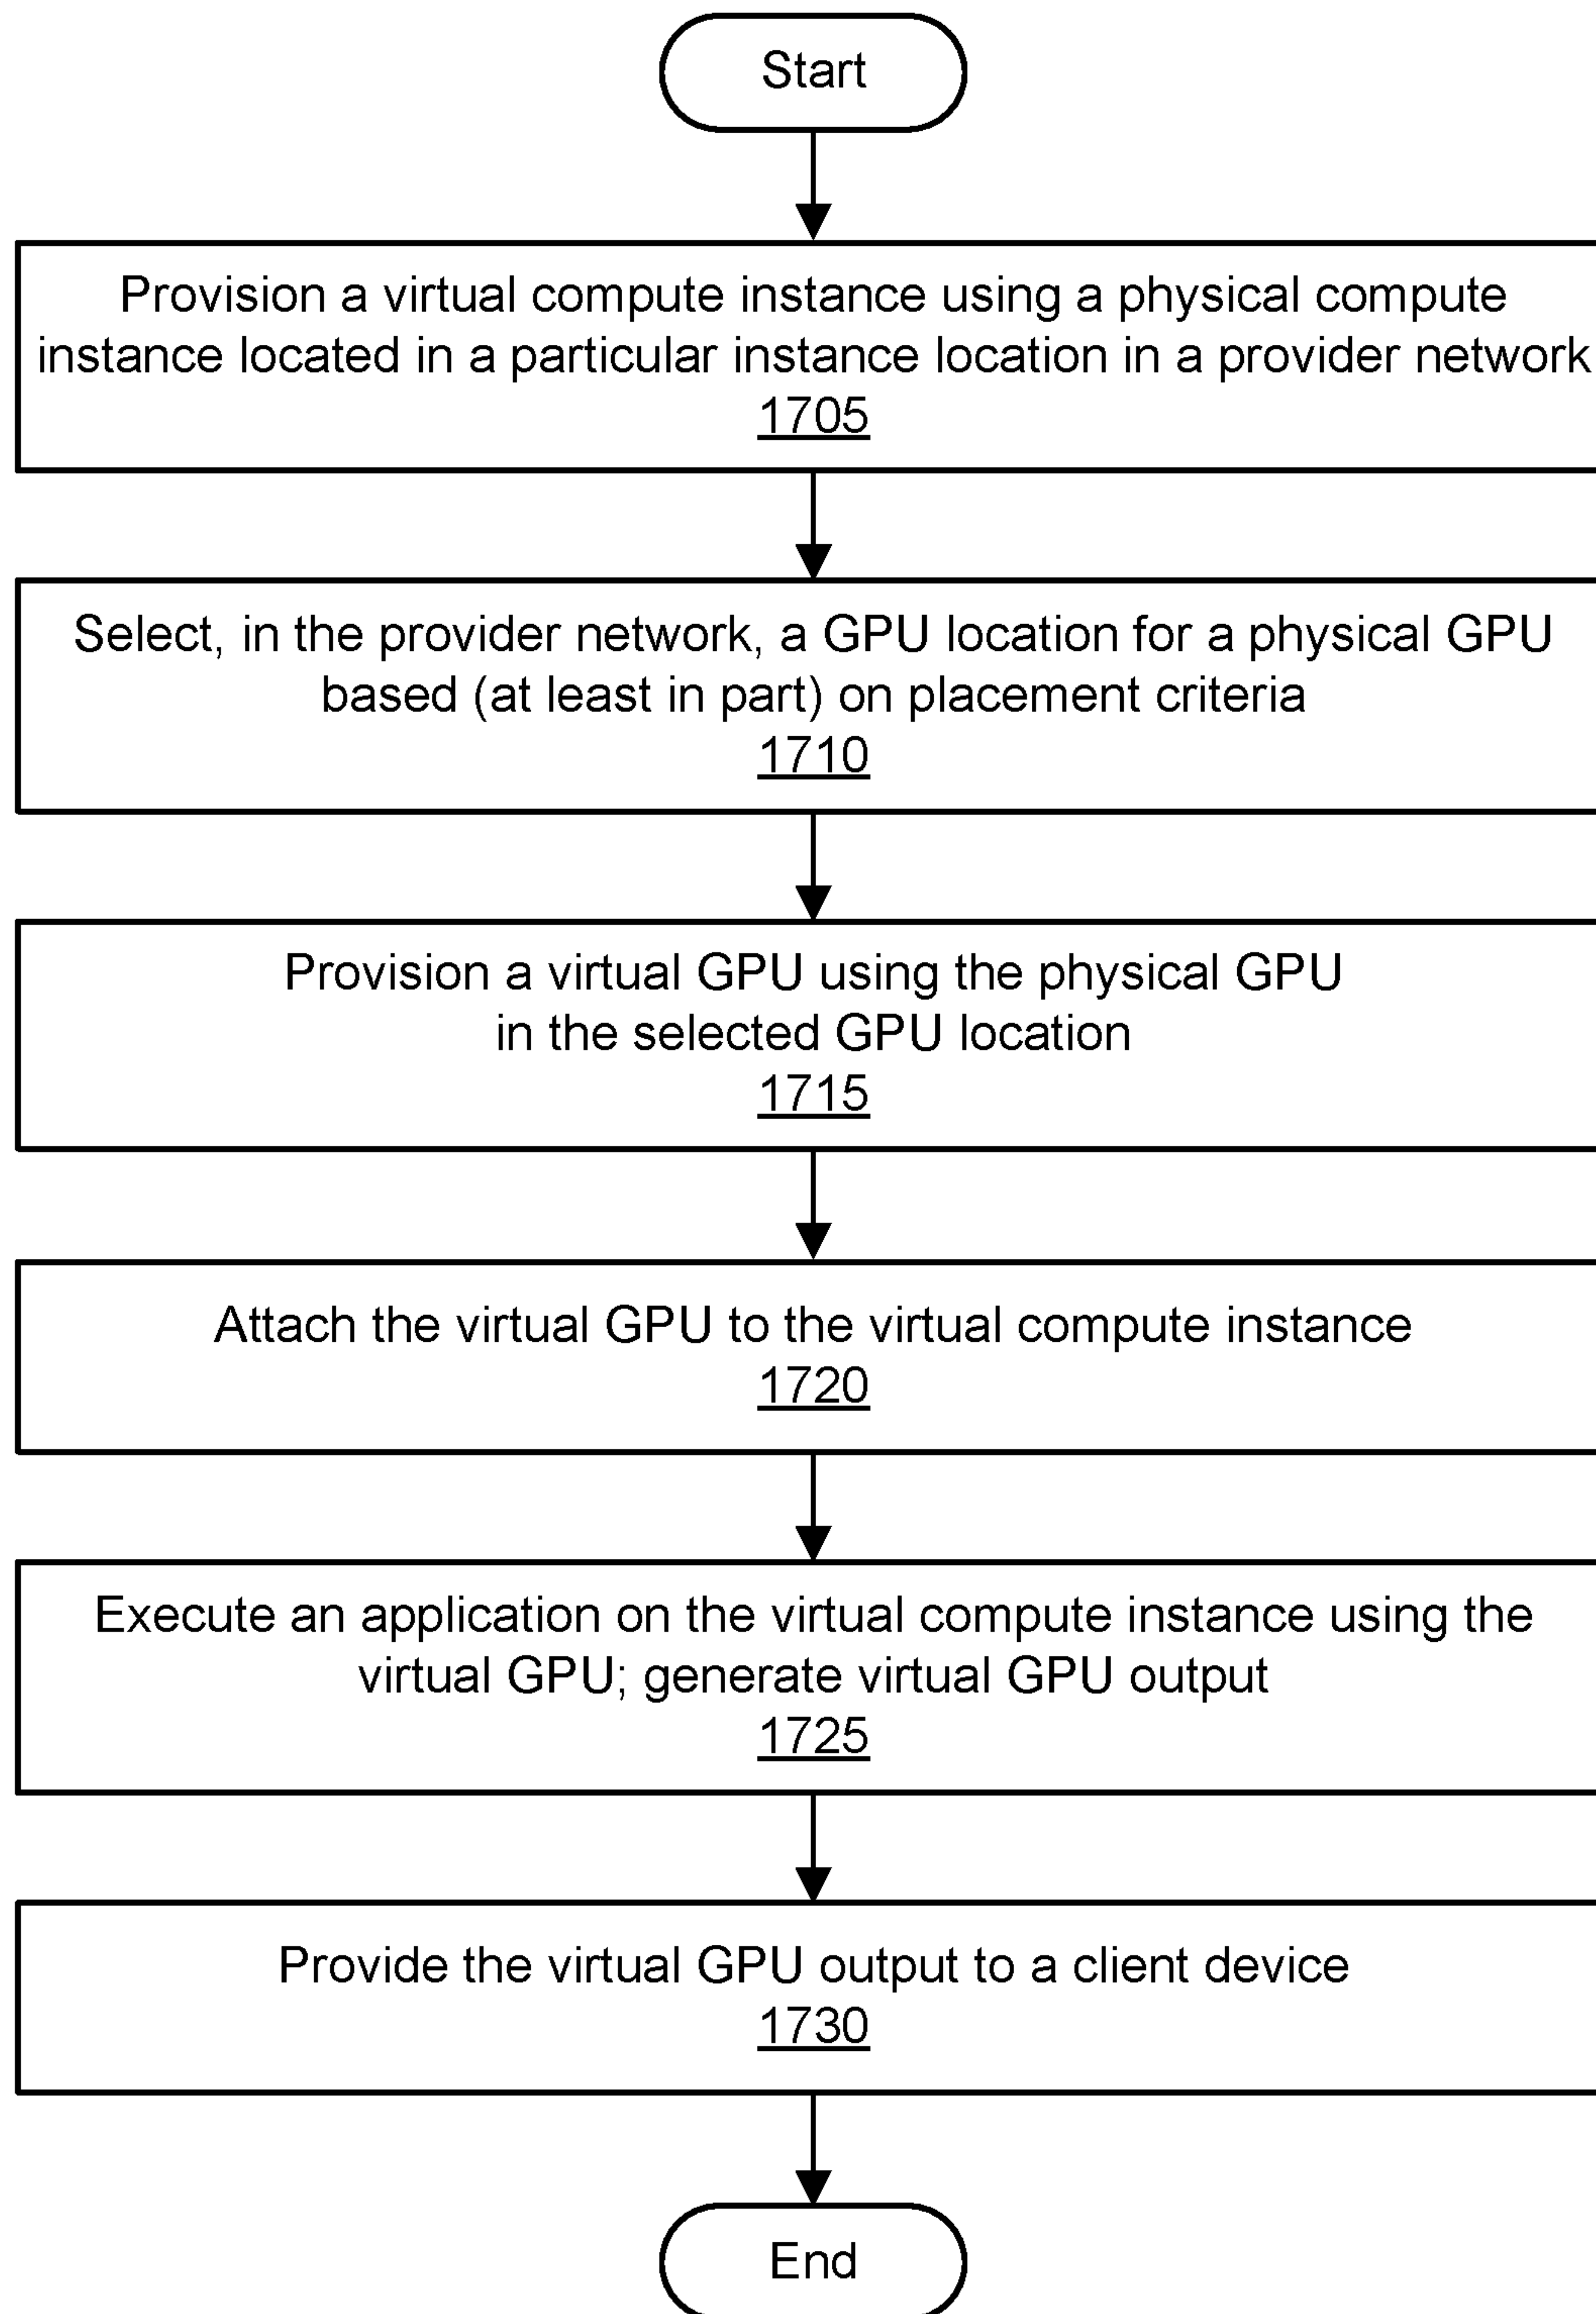 Start
Provision a virtual compute instance using a physical compute
instance located in a particular instance location in a provider network
1705
Select, in the provider network, a GPU location for a physical GPU
based (at least in part) on placement criteria
1710
Provision a virtual GPU using the physical GPU
in the selected GPU location
1715
Attach the virtual GPU to the virtual compute instance
1720
Execute an application on the virtual compute instance using the
virtual GPU; generate virtual GPU output
1725
Provide the virtual GPU output to a client device
1730
End